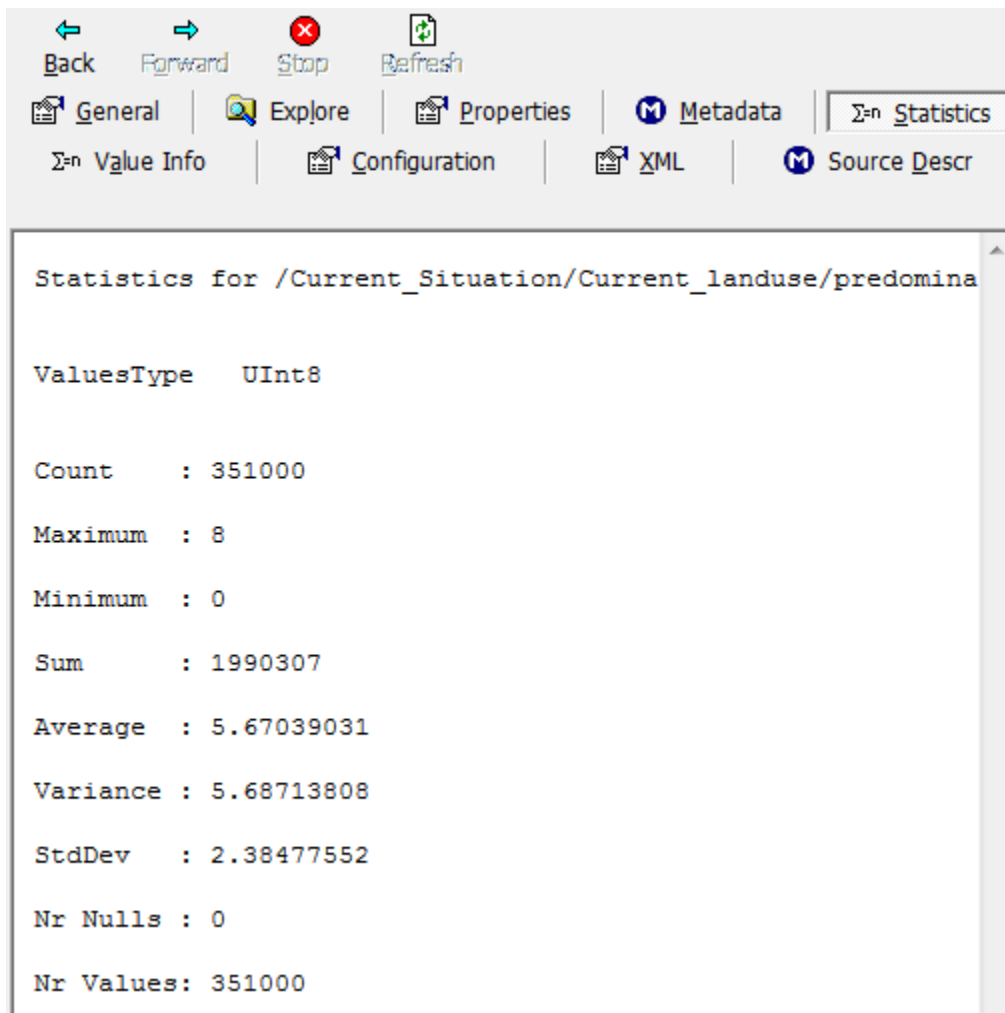 Back Forward Stop Refresh
General Explore Properties Metadata Σ=n Statistics
Σ=n Value Info Configuration XML Source Descr
Statistics for /Current_Situation/Current_landuse/predomina
ValuesType UInt8
Count : 351000
Maximum : 8
Minimum : 0
Sum : 1990307
Average : 5.67039031
Variance : 5.68713808
StdDev : 2.38477552
Nr Nulls : 0
Nr Values: 351000